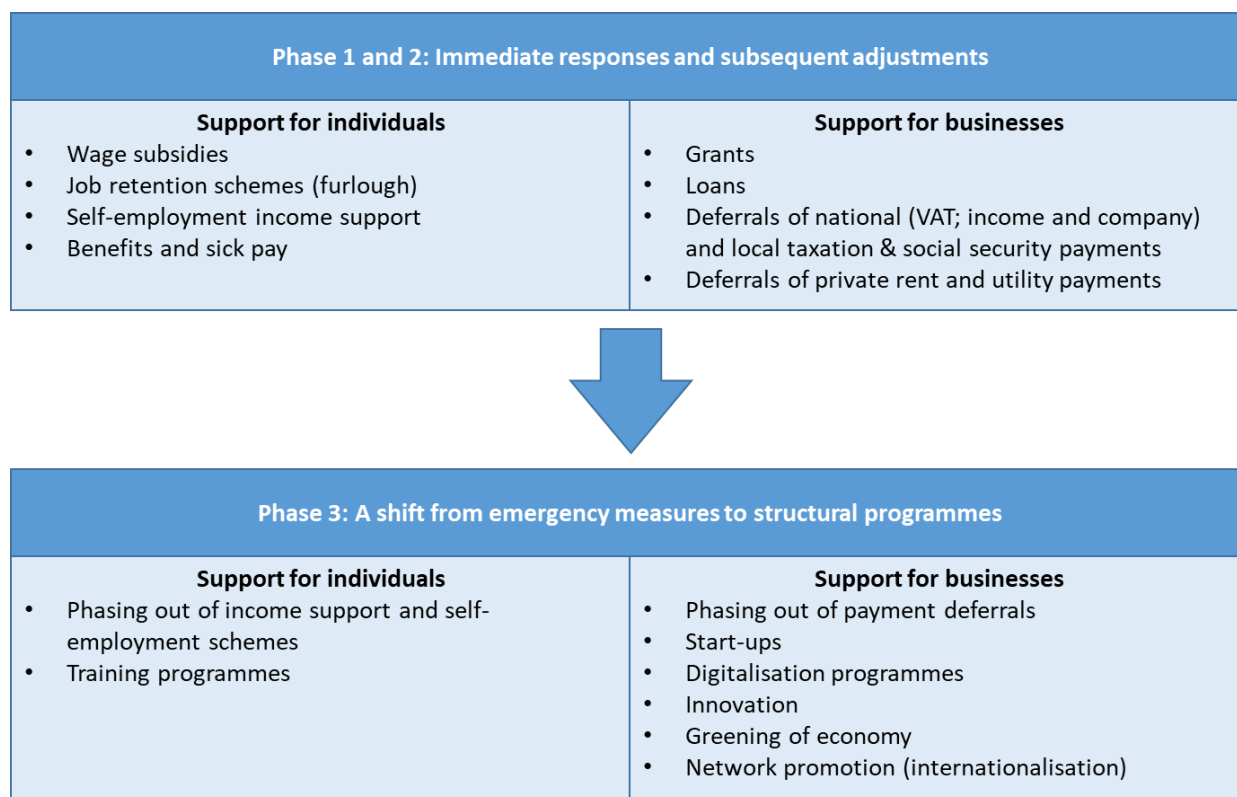 Phase 1 and 2: Immediate responses and subsequent adjustments
Support for individuals
• Wage subsidies
• Job retention schemes (furlough)
• Self-employment income support
• Benefits and sick pay
Support for businesses
• Grants
• Loans
• Deferrals of national (VAT; income and company)
and local taxation & social security payments
• Deferrals of private rent and utility payments
Phase 3: A shift from emergency measures to structural programmes
Support for individuals
• Phasing out of income support and self-
employment schemes
• Training programmes
Support for businesses
• Phasing out of payment deferrals
• Start-ups
• Digitalisation programmes
• Innovation
• Greening of economy
• Network promotion (internationalisation)